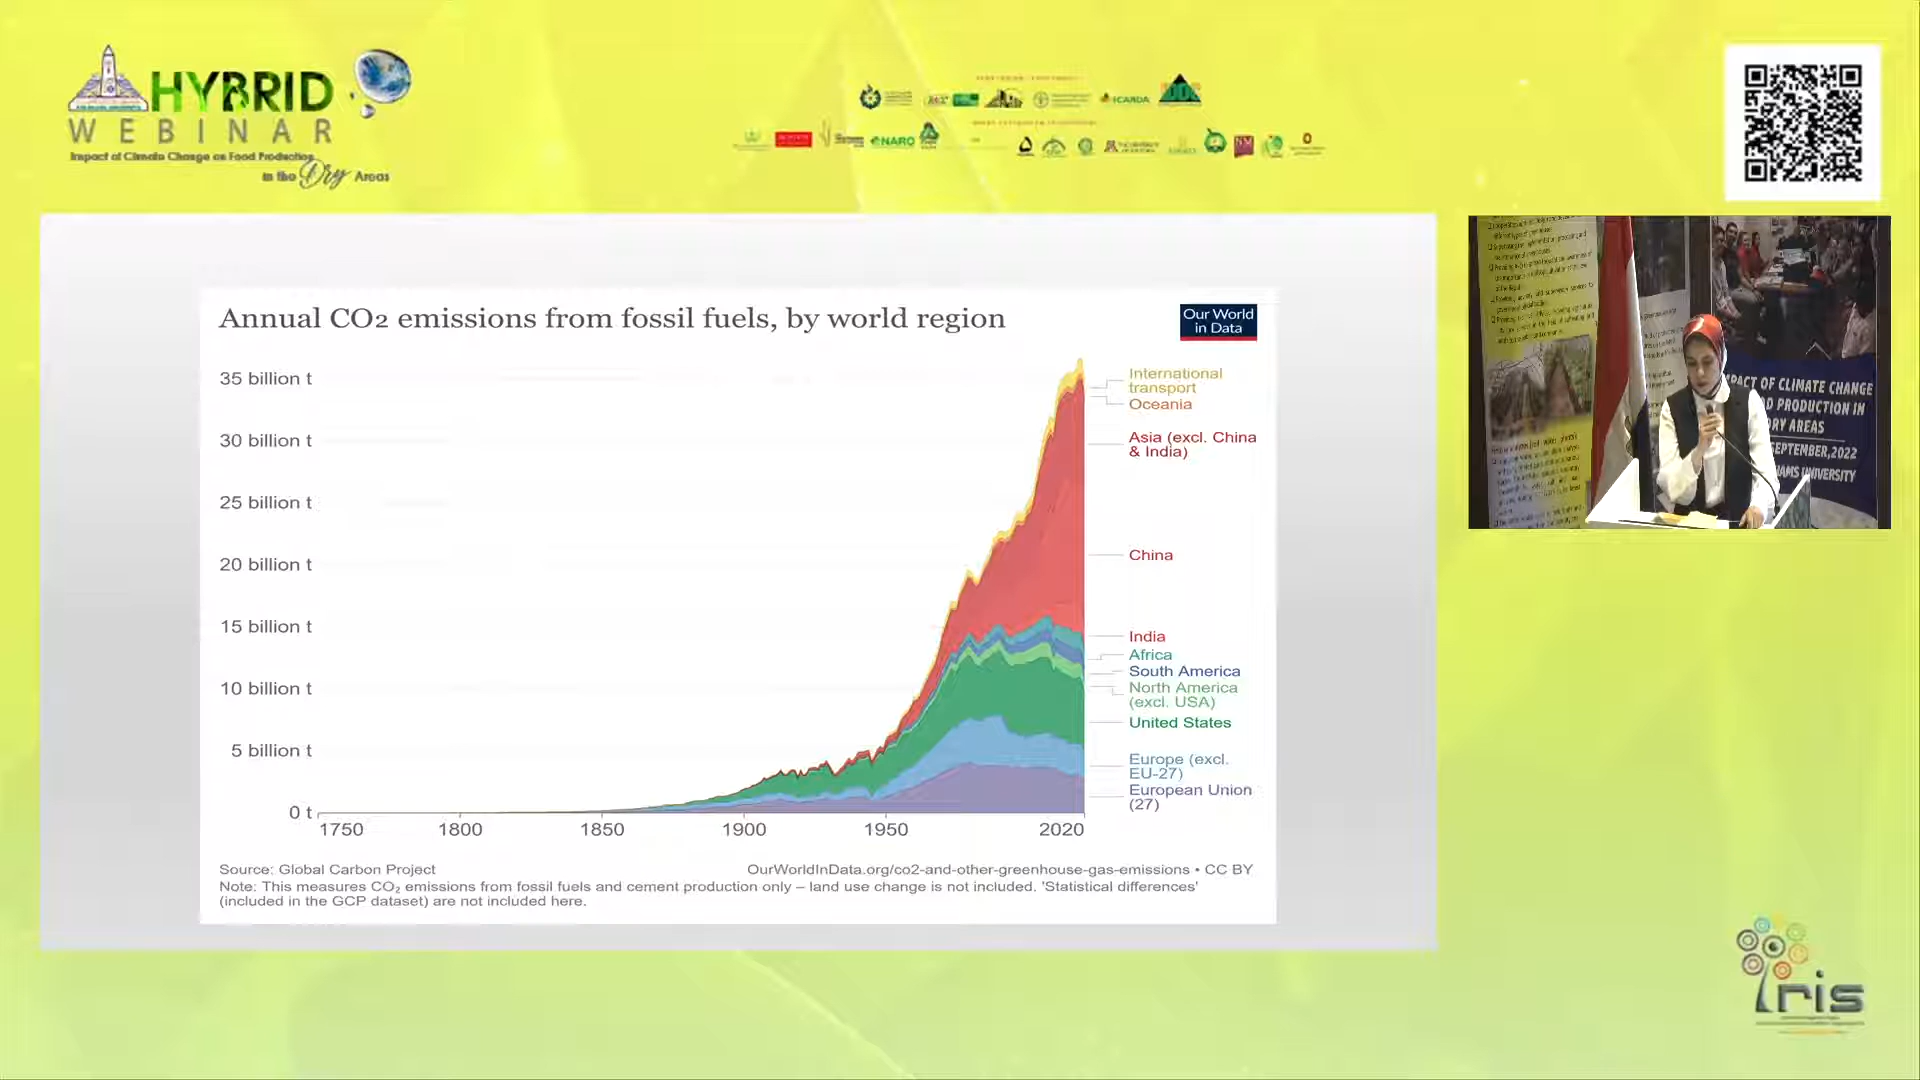 HYBRID
WEBINAR
Impact of Climate Change on Food Production
in the Dry Areas
ICARDA
NARC
Annual CO2 emissions from fossil fuels, by world region
Our World
in Data
35 billion t
30 billion t
25 billion t
20 billion t
15 billion t
10 billion t
5 billion t
0 t
1750
1800
1850
1900
1950
2020
International
transport
Oceania
Asia (excl. China
& India)
China
India
Africa
South America
North America
(excl. USA)
United States
Europe (excl.
EU-27)
European Union
(27)
Source: Global Carbon Project
OurWorldInData.org/co2-and-other-greenhouse-gas-emissions • CC BY
Note: This measures CO₂ emissions from fossil fuels and cement production only – land use change is not included. 'Statistical differences'
(included in the GCP dataset) are not included here.
PACT OF CLIMATE CHANGE
D PRODUCTION IN
DRY AREAS
SEPTEMBER,2022
HAMS UNIVERSITY
Iris